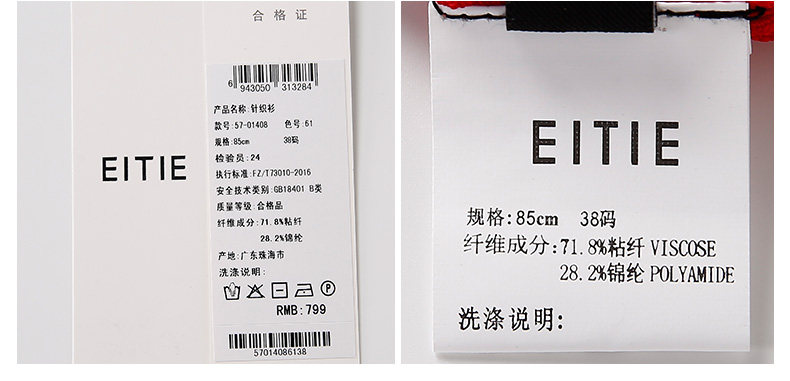 合格证
6 943050 313284
产品名称:针织衫
款号:57-01408 色号:61
规格:85cm 38码
检验员:24
执行标准:FZ/T73010-2016
安全技术类别:GB18401 B类
质量等级:合格品
纤维成分:71.8%粘纤
28.2%锦纶
产地:广东珠海市
洗涤说明:
P
RMB:799
57014086138
EITIE
EITIE
规格:85cm 38码
纤维成分:71.8%粘纤 VISCOSE
28.2%锦纶 POLYAMIDE
洗涤说明: